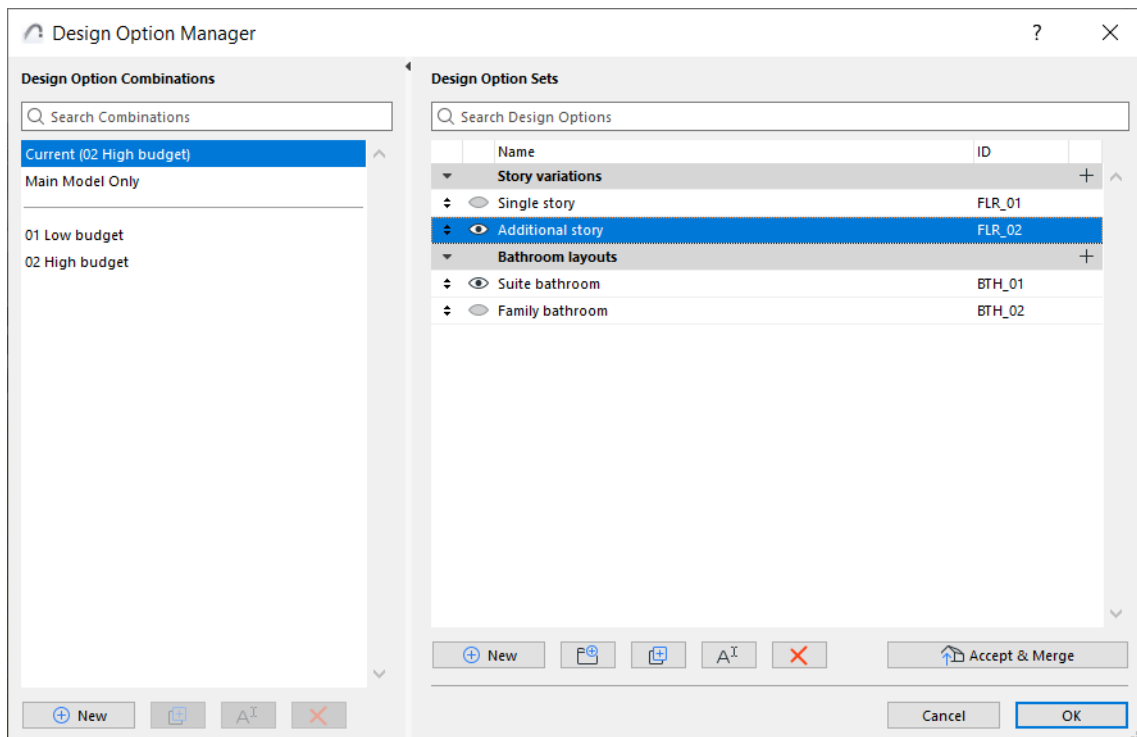 Design Option Manager
?
Design Option Combinations
Search Combinations
Current (02 High budget)
Main Model Only
01 Low budget
02 High budget
New
Design Option Sets
Search Design Options
Name ID
Story variations
Single story FLR_01
Additional story FLR_02
Bathroom layouts
Suite bathroom BTH_01
Family bathroom BTH_02
New Accept & Merge
Cancel OK